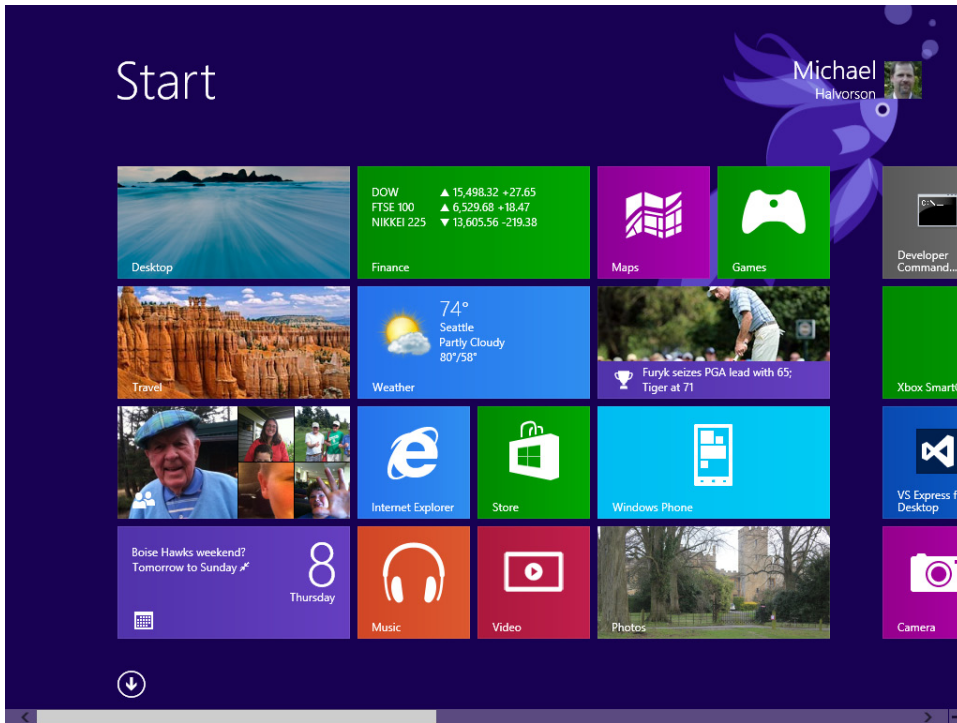 Start
Michael
Halvorson
Desktop
DOW ▲ 15,498.32 +27.65
FTSE 100 ▲ 6,529.68 +18.47
NIKKEI 225 ▼ 13,605.56 -219.38
Finance
Maps
Games
C:\_
Developer
Command...
Travel
74°
Seattle
Partly Cloudy
80°/58°
Weather
Furyk seizes PGA lead with 65;
Tiger at 71
Xbox Smart
Internet Explorer
Store
Windows Phone
VS Express f
Desktop
Boise Hawks weekend?
Tomorrow to Sunday
8
Thursday
Music
Video
Photos
Camera